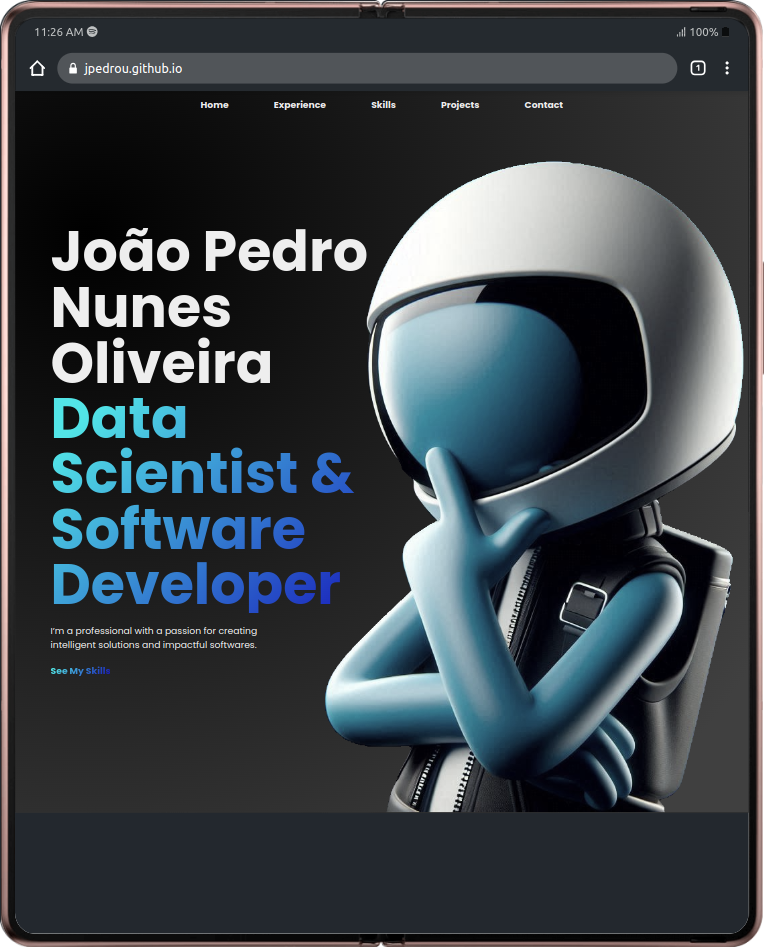 11:26 AM 100%
jpedrou.github.io 1
Home Experience Skills Projects Contact
João Pedro
Nunes
Oliveira
Data
Scientist &
Software
Developer
I'm a professional with a passion for creating
intelligent solutions and impactful softwares.
See My Skills